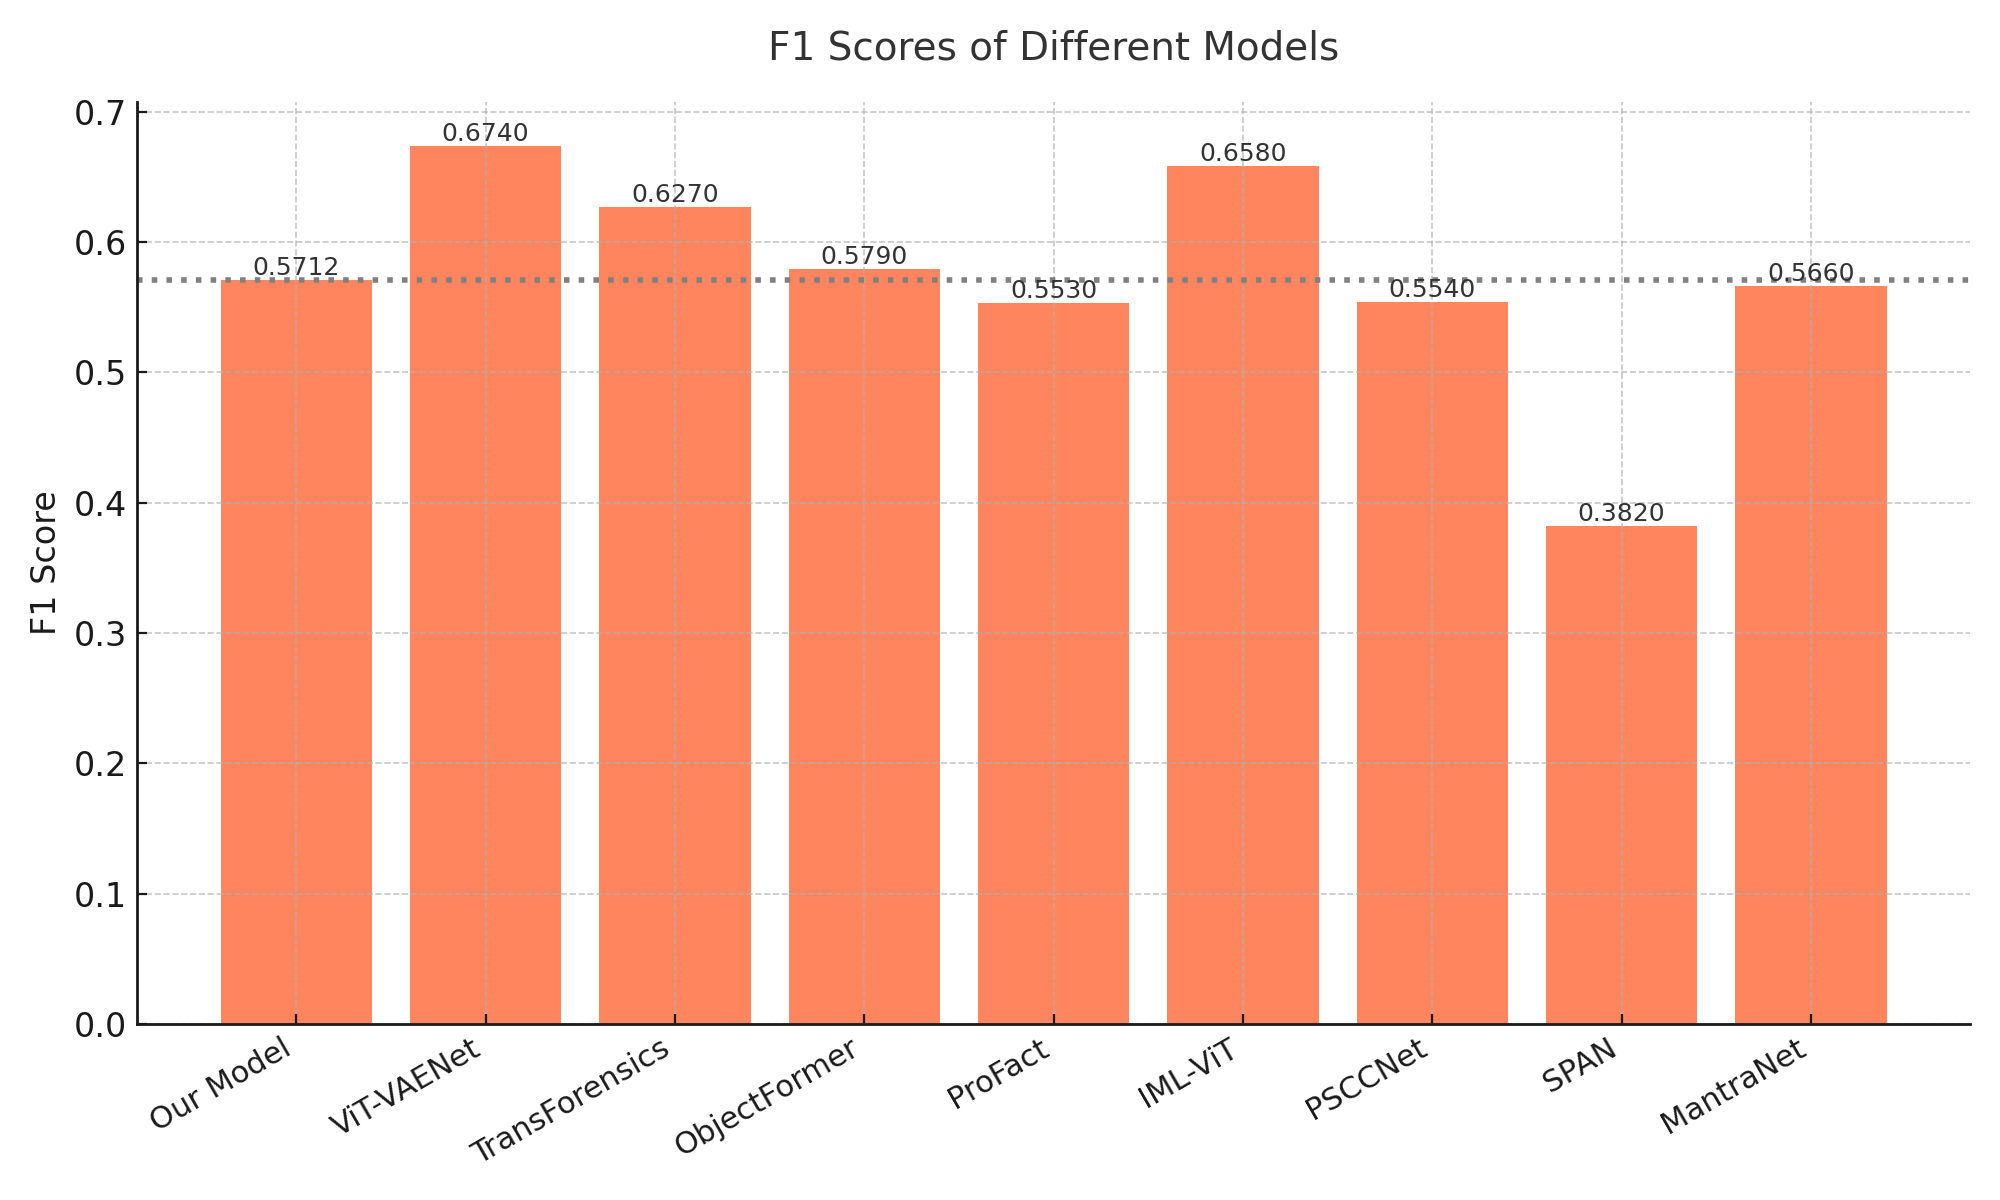 F1 Scores of Different Models
F1 Score
0.7
0.6
0.5
0.4
0.3
0.2
0.1
0.0
0.5712
0.6740
0.6270
0.5790
0.5530
0.6580
0.5540
0.3820
0.5660
Our Model
ViT-VAENet
TransForensics
ObjectFormer
ProFact
IML-ViT
PSCCNet
SPAN
MantraNet